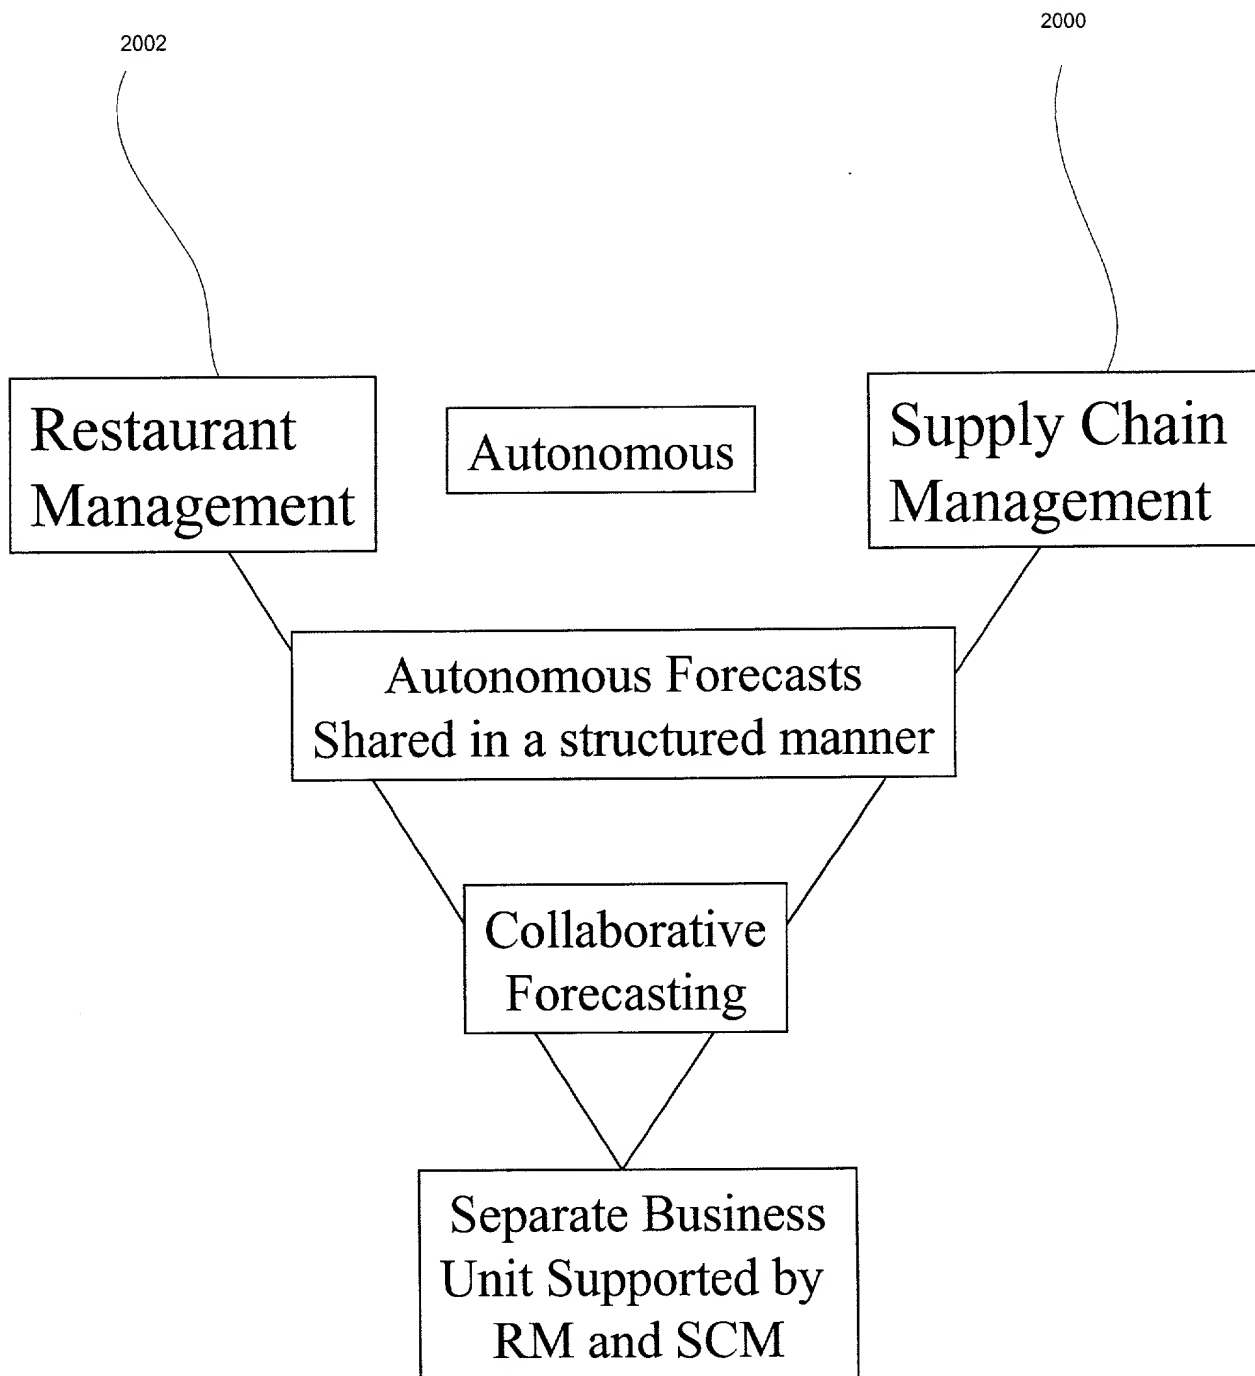 2002
2000
Restaurant
Management
Autonomous
Supply Chain
Management
Autonomous Forecasts
Shared in a structured manner
Collaborative
Forecasting
Separate Business
Unit Supported by
RM and SCM